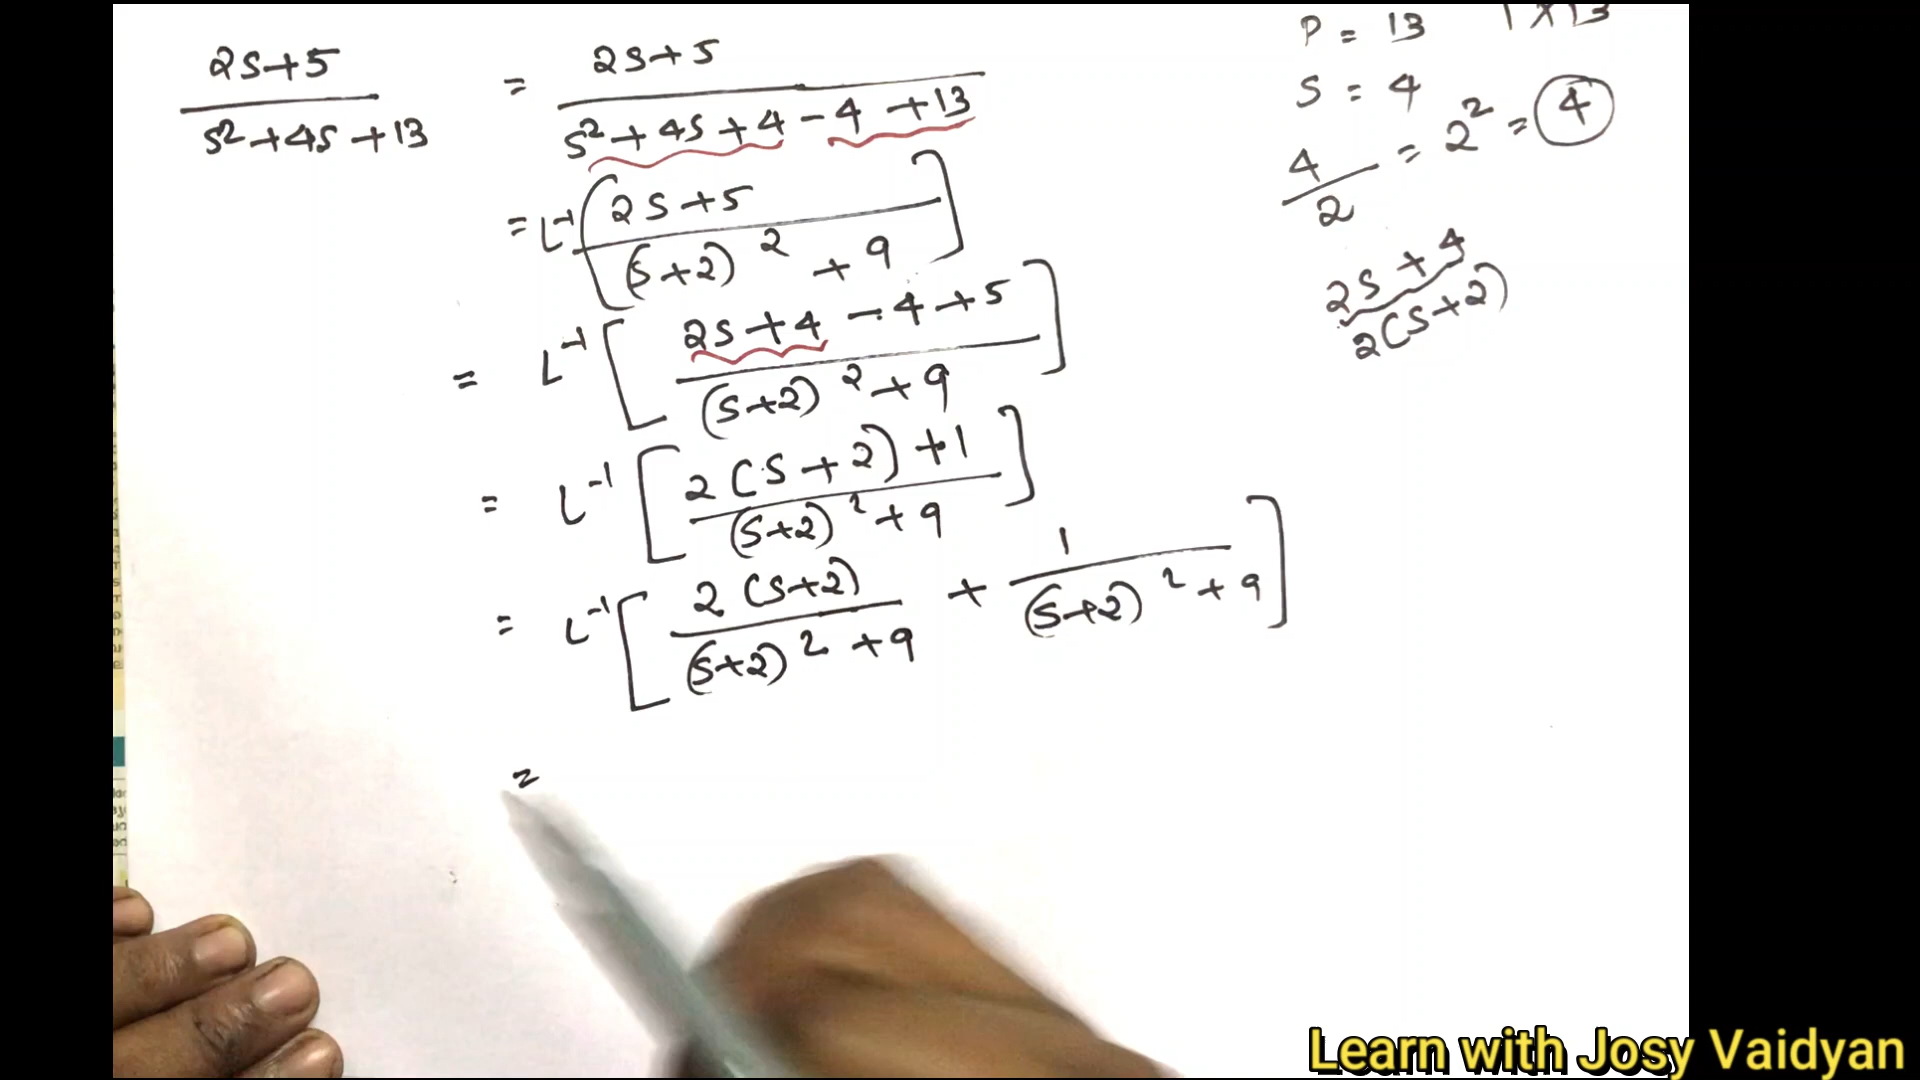 2s+5 / s²+4s+13 = 2s+5 / s²+4s+4-4+13
= L⁻¹[2s+5 / (s+2)²+9]
= L⁻¹[2s+4-4+5 / (s+2)²+9]
= L⁻¹[2(s+2)+1 / (s+2)²+9]
= L⁻¹[2(s+2) / (s+2)²+9 + 1 / (s+2)²+9]
=
P = 13 1×13
S = 4
4/2 = 2² = 4
2s+4
2(s+2)
Learn with Josy Vaidyan